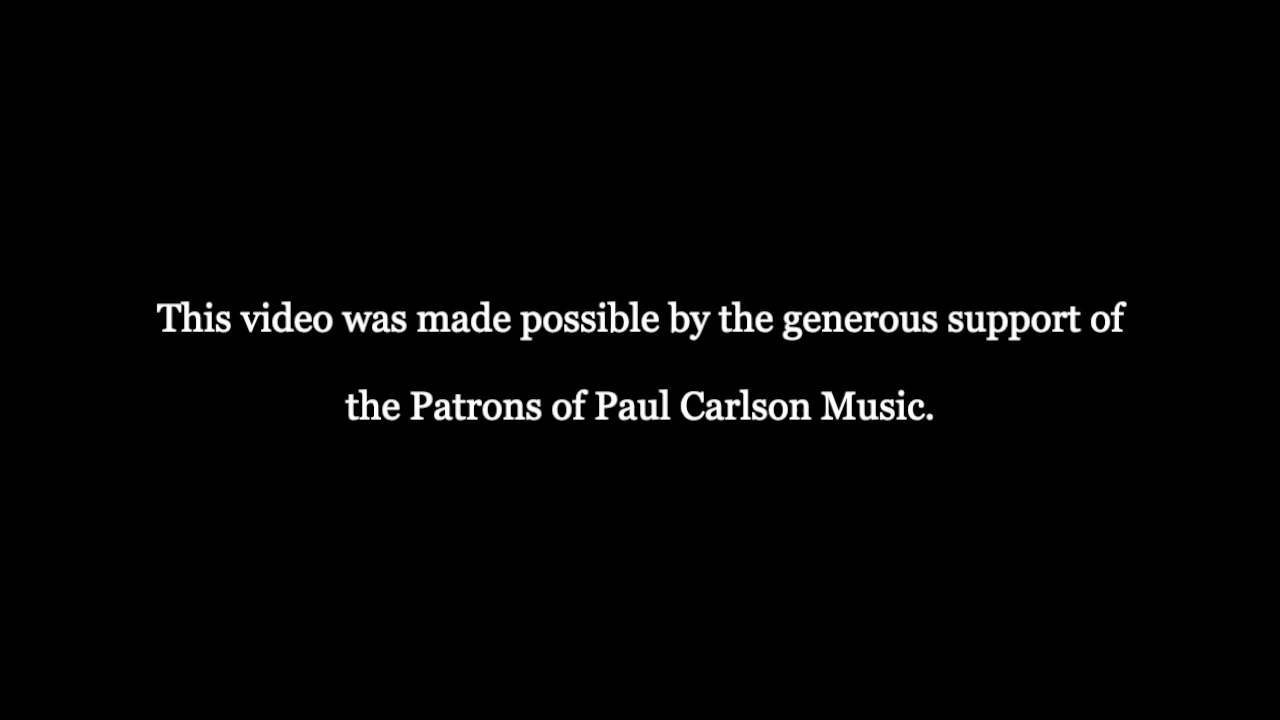 This video was made possible by the generous support of
the Patrons of Paul Carlson Music.